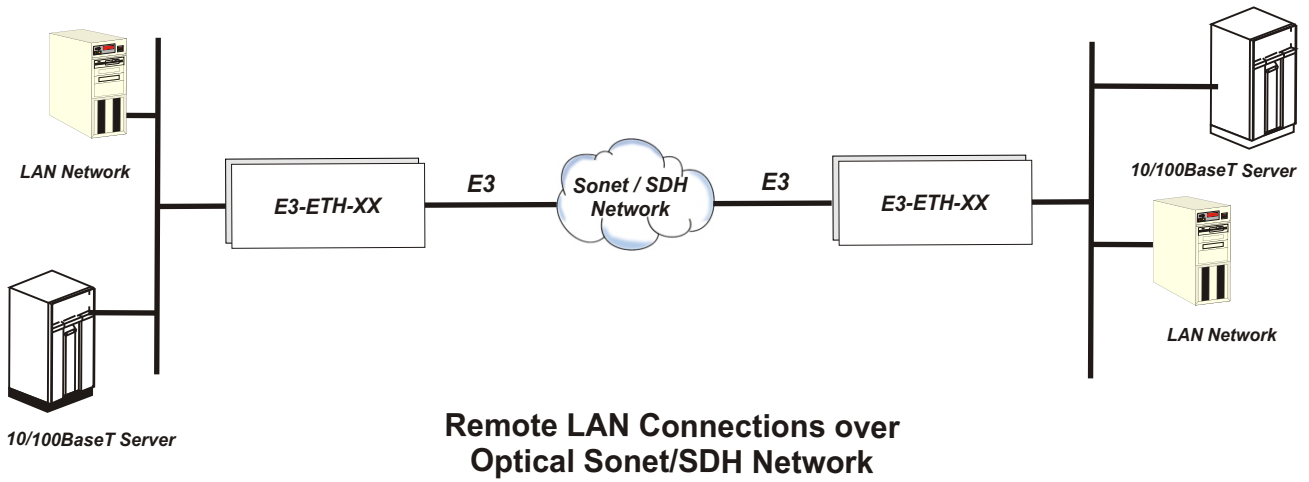 LAN Network
10/100BaseT Server
E3-ETH-XX
E3
Sonet / SDH
Network
E3
E3-ETH-XX
10/100BaseT Server
LAN Network
Remote LAN Connections over
Optical Sonet/SDH Network